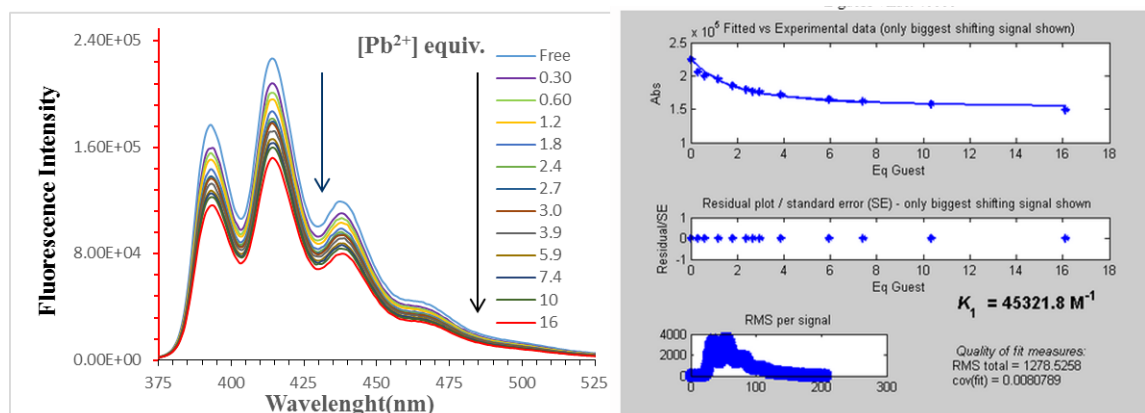 2.40E+05
1.60E+05
8.00E+04
0.00E+00
Fluorescence Intensity
[Pb²⁺] equiv.
Free
0.30
0.60
1.2
1.8
2.4
2.7
3.0
3.9
5.9
7.4
10
16
375 400 425 450 475 500 525
Wavelenght(nm)
x 10⁵ Fitted vs Experimental data (only biggest shifting signal shown)
2.5
2
1.5
1
Abs
0 2 4 6 8 10 12 14 16 18
Eq Guest
Residual plot / standard error (SE) - only biggest shifting signal shown
1
0
-1
Residual/SE
0 2 4 6 8 10 12 14 16 18
Eq Guest
K₁ = 45321.8 M⁻¹
RMS per signal
4000
2000
0
0 100 200 300
Quality of fit measures:
RMS total = 1278.5258
cov(fit) = 0.0080789